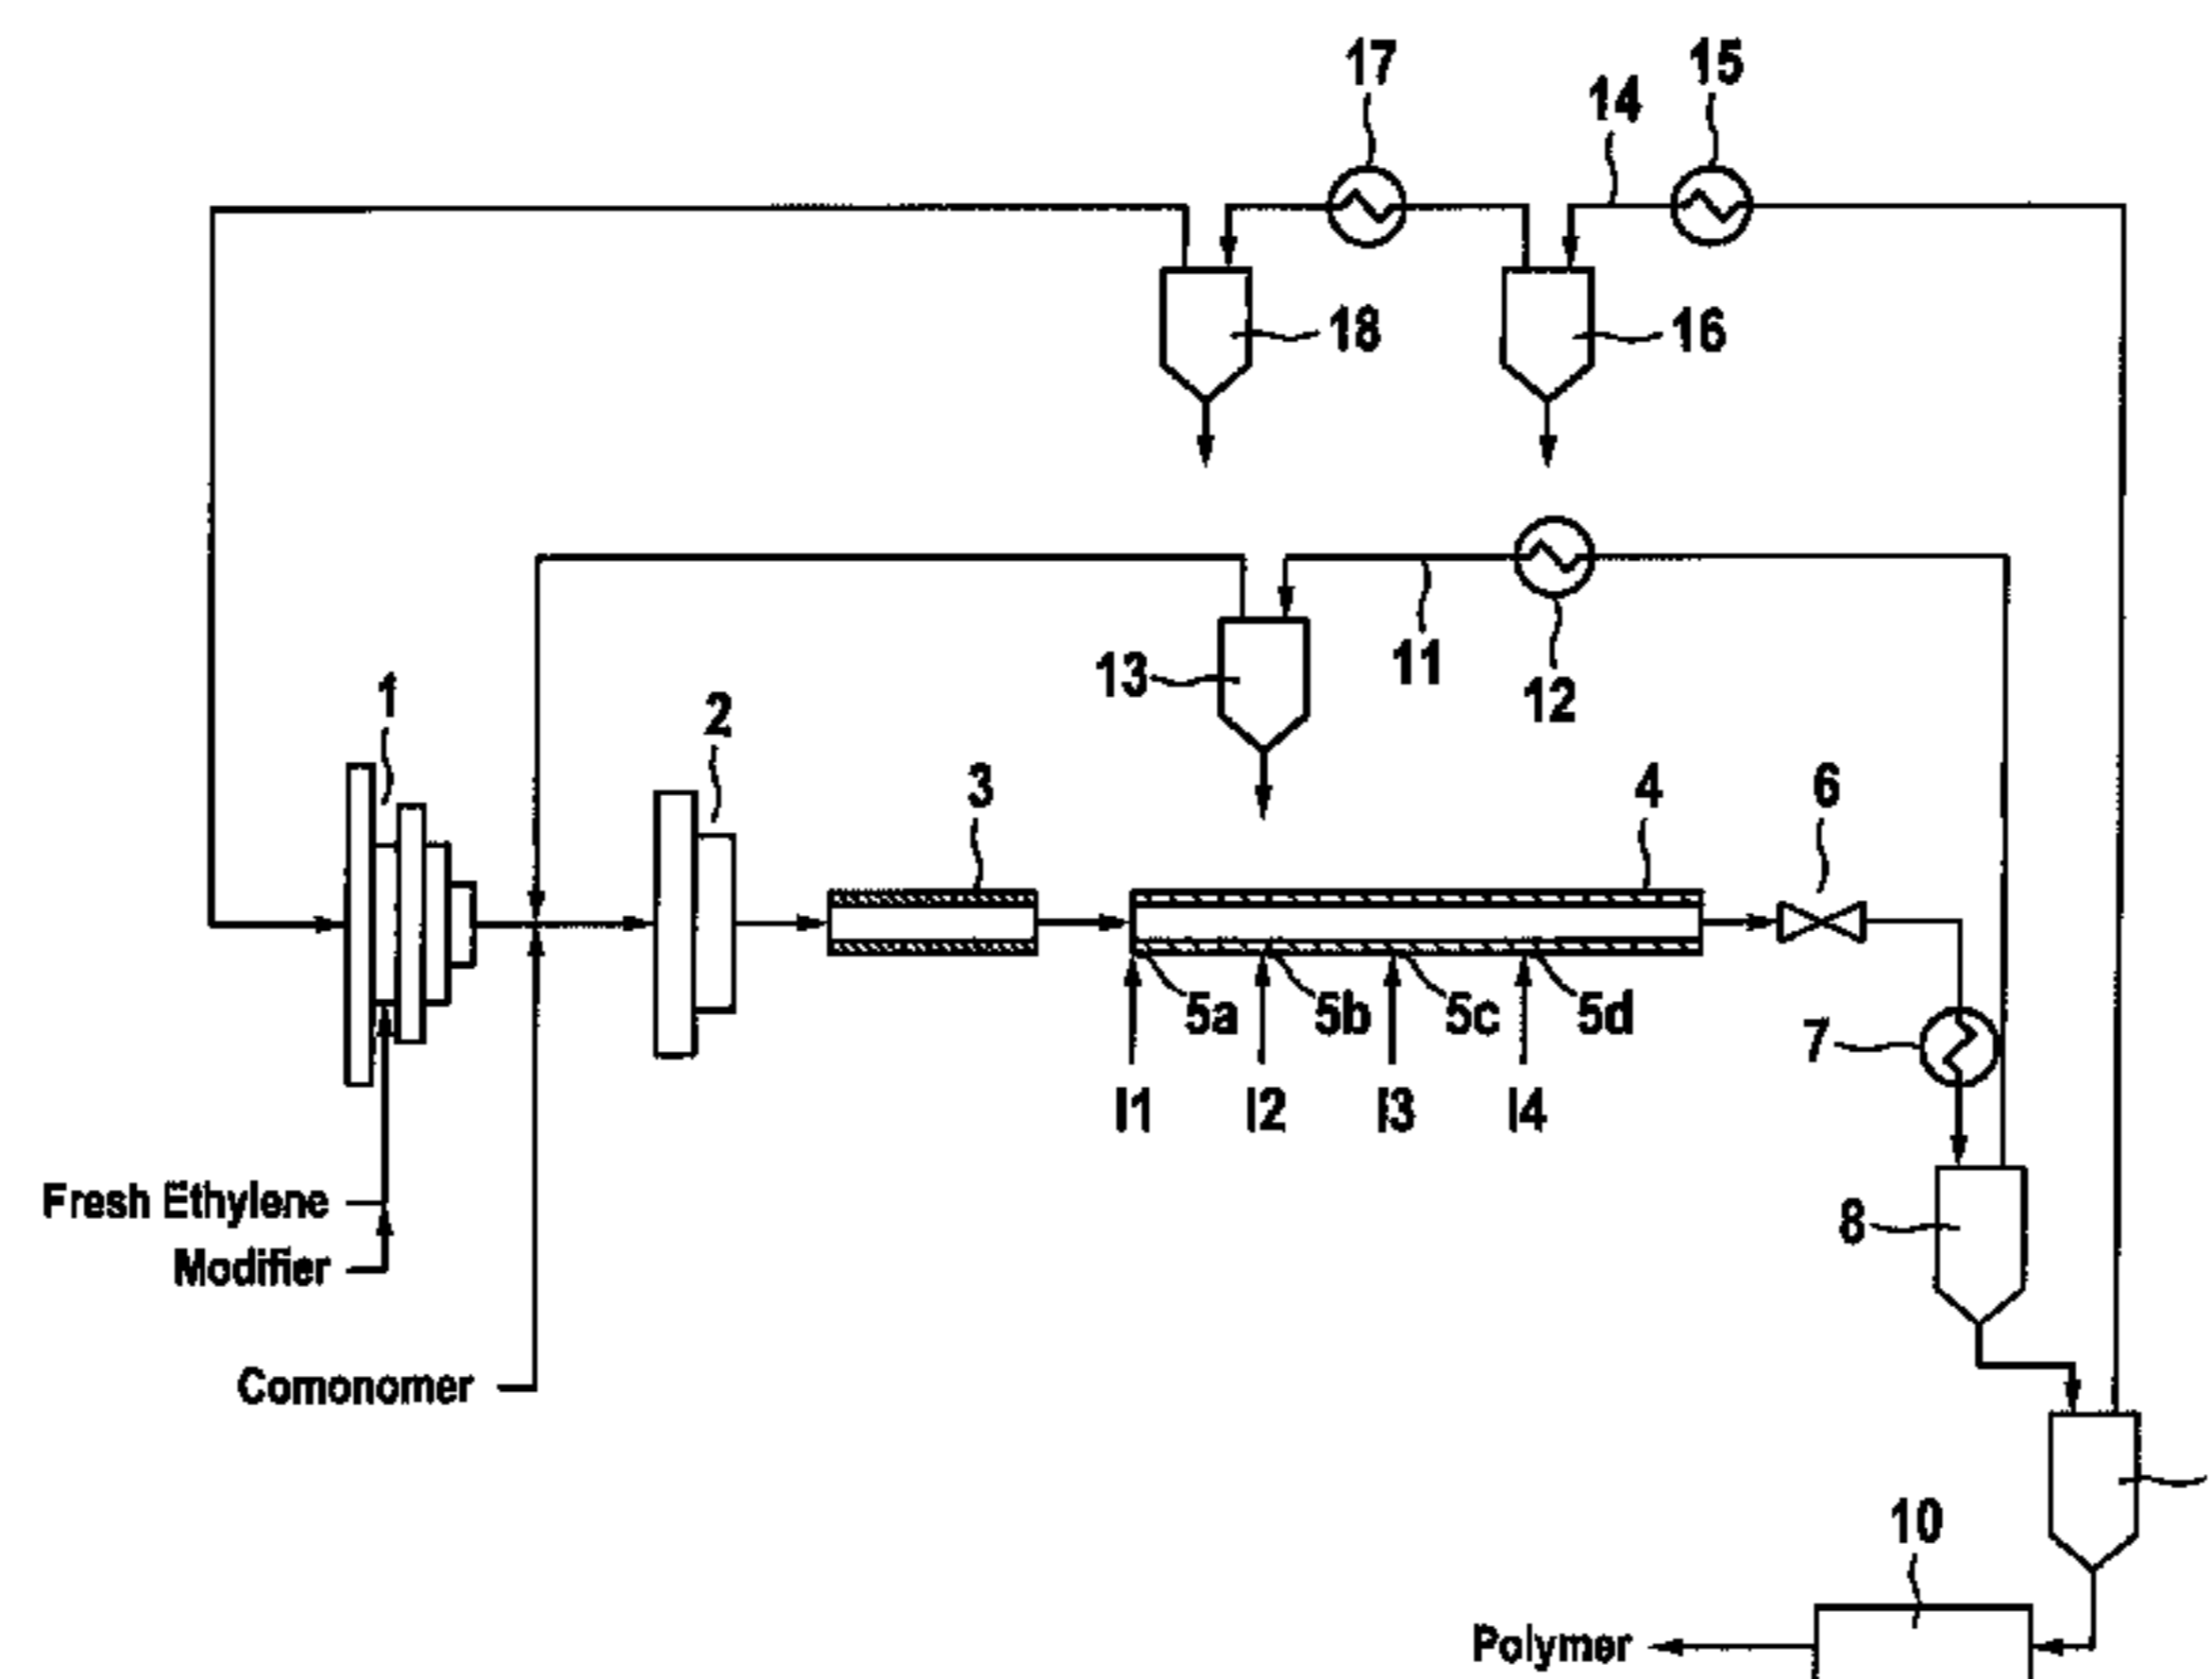 17
15
14
18
16
13
11
12
1
2
3
4
6
5a
5b
5c
5d
7
I1
I2
I3
I4
Fresh Ethylene
Modifier
8
Comonomer
10
Polymer